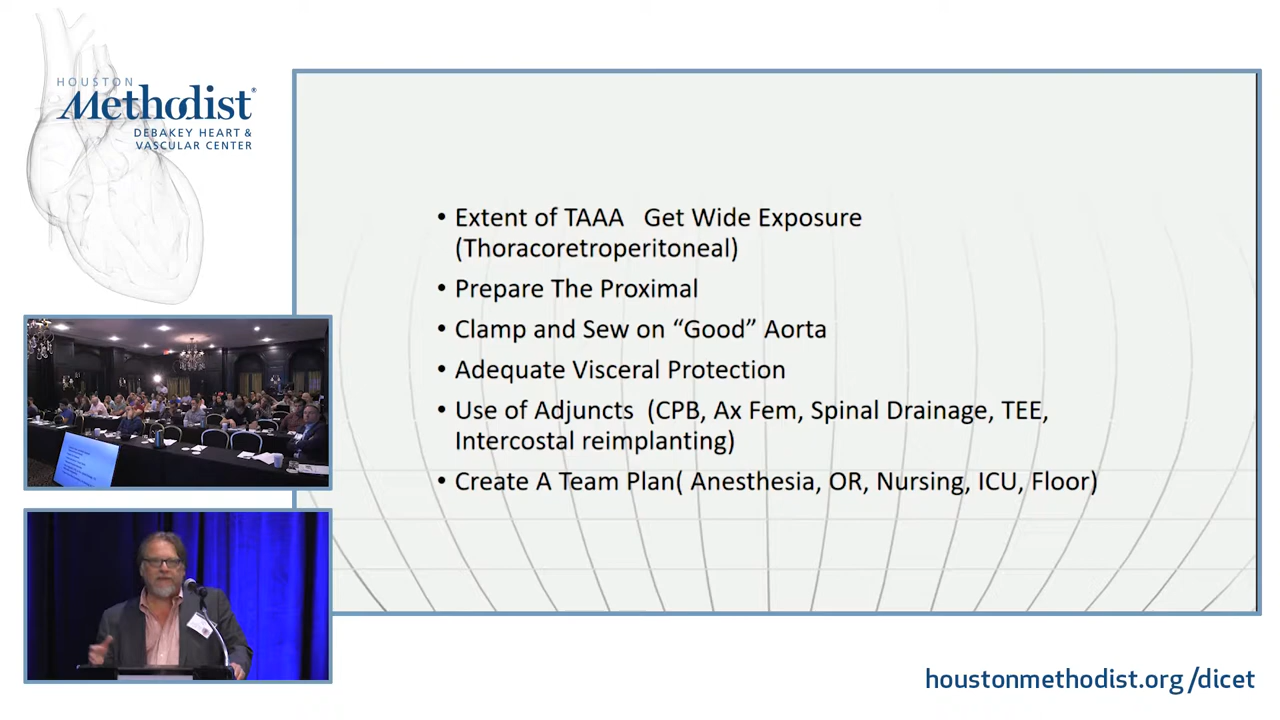 HOUSTON
Methodist®
DEBAKEY HEART &
VASCULAR CENTER
• Extent of TAAA   Get Wide Exposure
(Thoracoretroperitoneal)
• Prepare The Proximal
• Clamp and Sew on “Good” Aorta
• Adequate Visceral Protection
• Use of Adjuncts  (CPB, Ax Fem, Spinal Drainage, TEE,
Intercostal reimplanting)
• Create A Team Plan( Anesthesia, OR, Nursing, ICU, Floor)
houstonmethodist.org/dicet